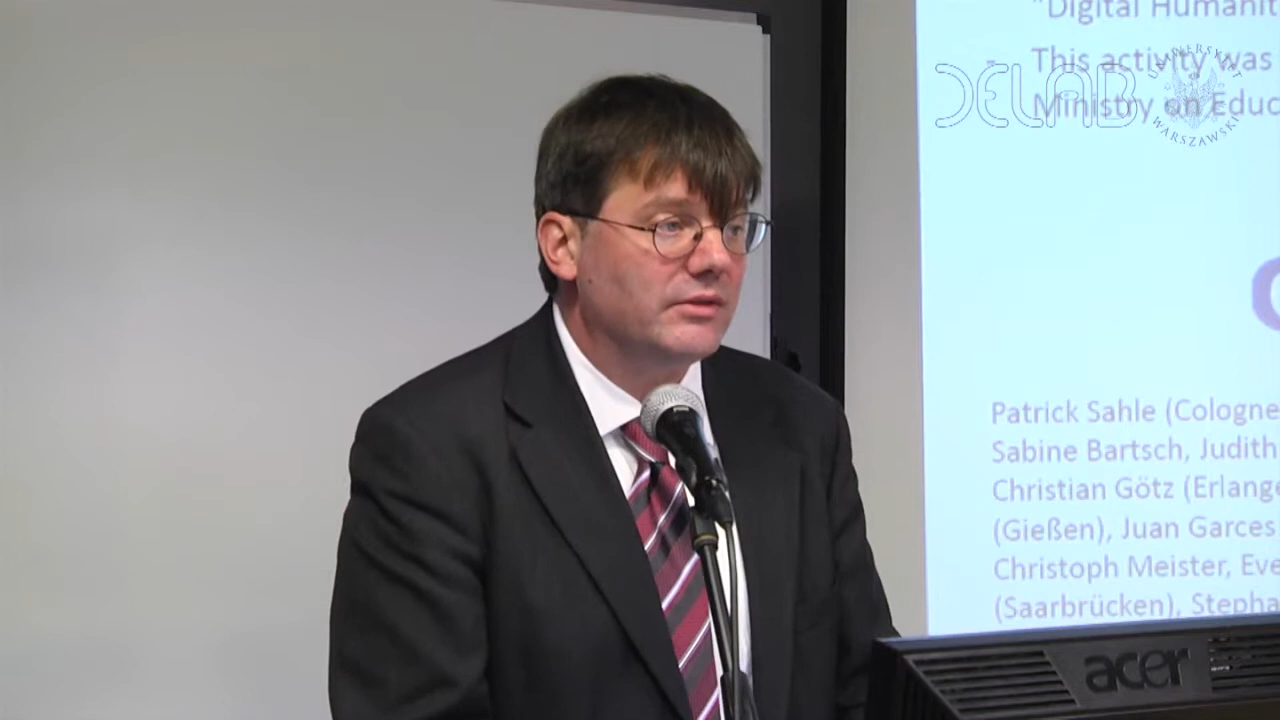 "Digital Humanit
This activity was
Ministry on Educ
DELAB
UNIWERSYTET
WARSZAWSKI
Patrick Sahle (Cologne
Sabine Bartsch, Judith
Christian Götz (Erlange
(Gießen), Juan Garces
Christoph Meister, Eve
(Saarbrücken), Stepha
acer